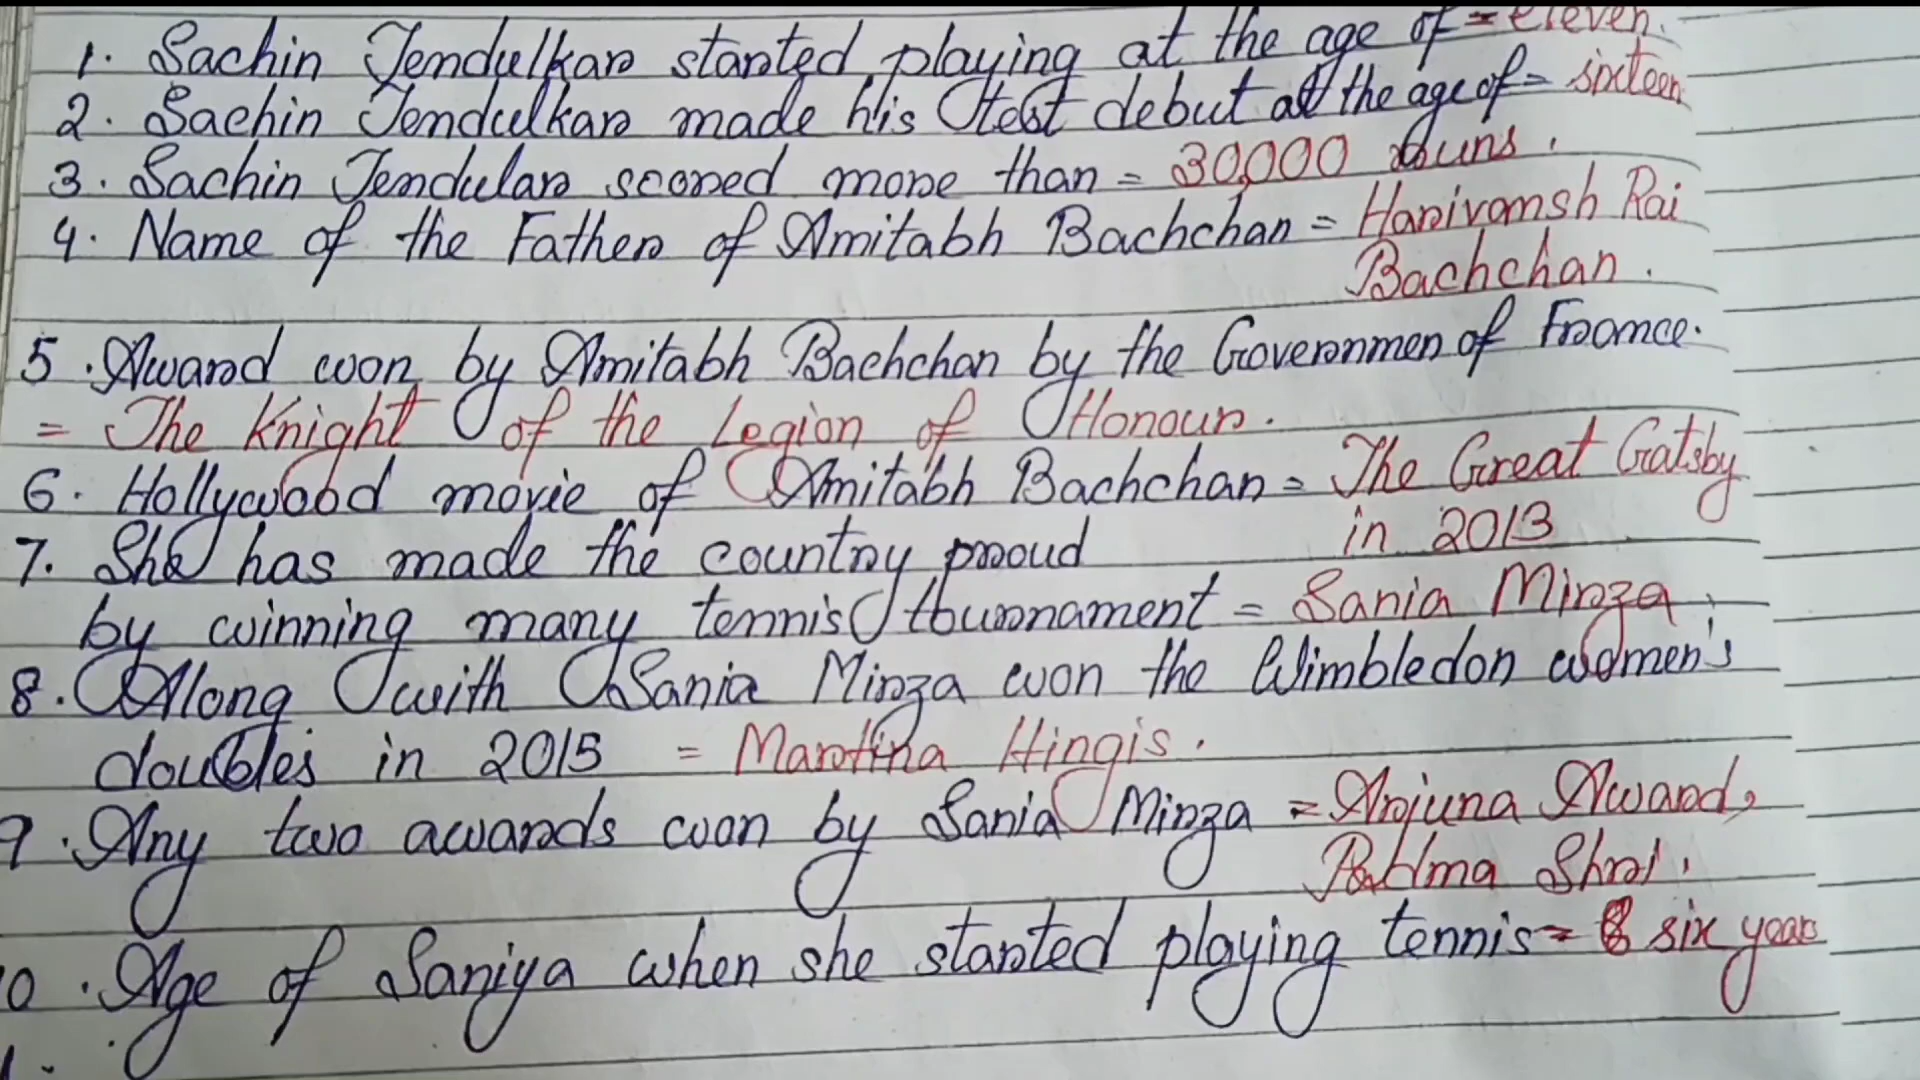 1. Sachin Tendulkar started playing at the age of = eleven.
2. Sachin Tendulkar made his test debut at the age of = sixteen
3. Sachin Tendular scored more than = 30,000 runs.
4. Name of the Father of Amitabh Bachchan = Harivamsh Rai
Bachchan.
5. Award won by Amitabh Bachchan by the Governmen of France.
= The Knight of the Legion of Honour.
6. Hollywood movie of Amitabh Bachchan = The Great Gatsby
in 2013
7. She has made the country proud
by winning many tennis tournament = Sania Mirza.
8. Along with Sania Mirza won the Wimbledon women's
doubles in 2015 = Martina Hingis.
9. Any two awards won by Sania Mirza = Arjuna Award,
Padma Shri.
10. Age of Saniya when she started playing tennis = six years